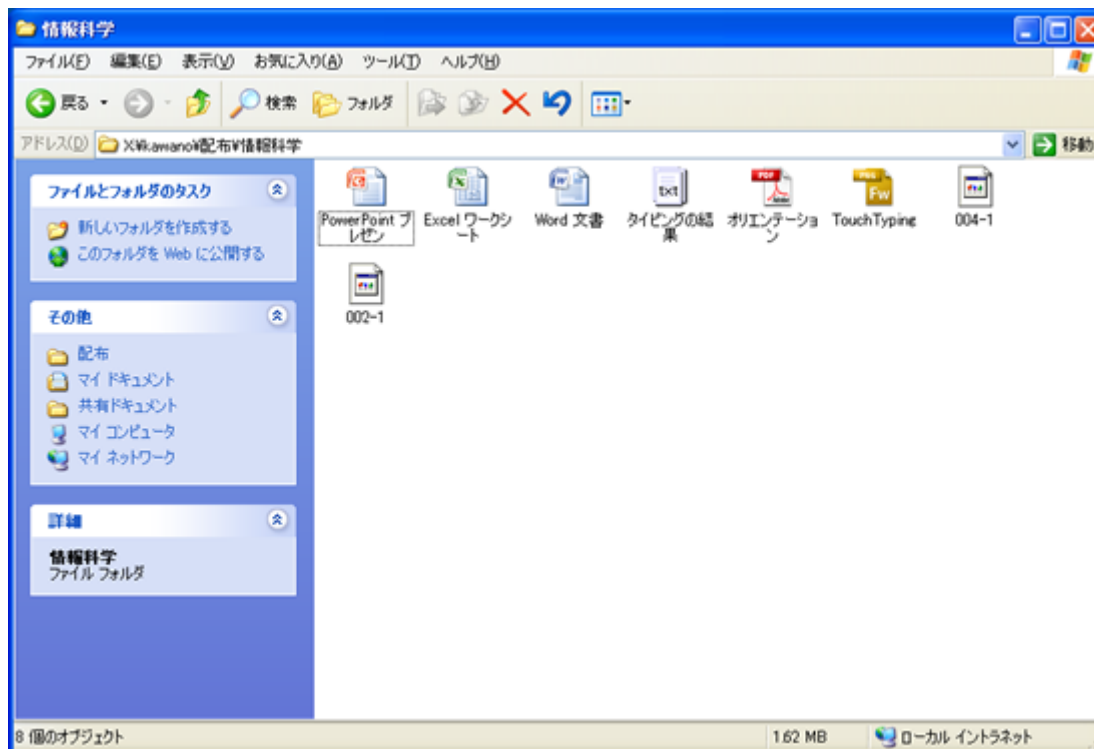 情報科学
ファイル(F) 編集(E) 表示(V) お気に入り(A) ツール(T) ヘルプ(H)
戻る 検索 フォルダ
アドレス(D) X:¥kawano¥配布¥情報科学 移動
ファイルとフォルダのタスク
新しいフォルダを作成する
このフォルダを Web に公開する
その他
配布
マイ ドキュメント
共有ドキュメント
マイ コンピュータ
マイ ネットワーク
詳細
情報科学
ファイル フォルダ
PowerPoint プ
レゼン
Excel ワークシ
ート
Word 文書
txt
タイピングの結
果
PDF
オリエンテーショ
ン
PNG
Fw
TouchTyping
004-1
002-1
8 個のオブジェクト 1.62 MB ローカル イントラネット